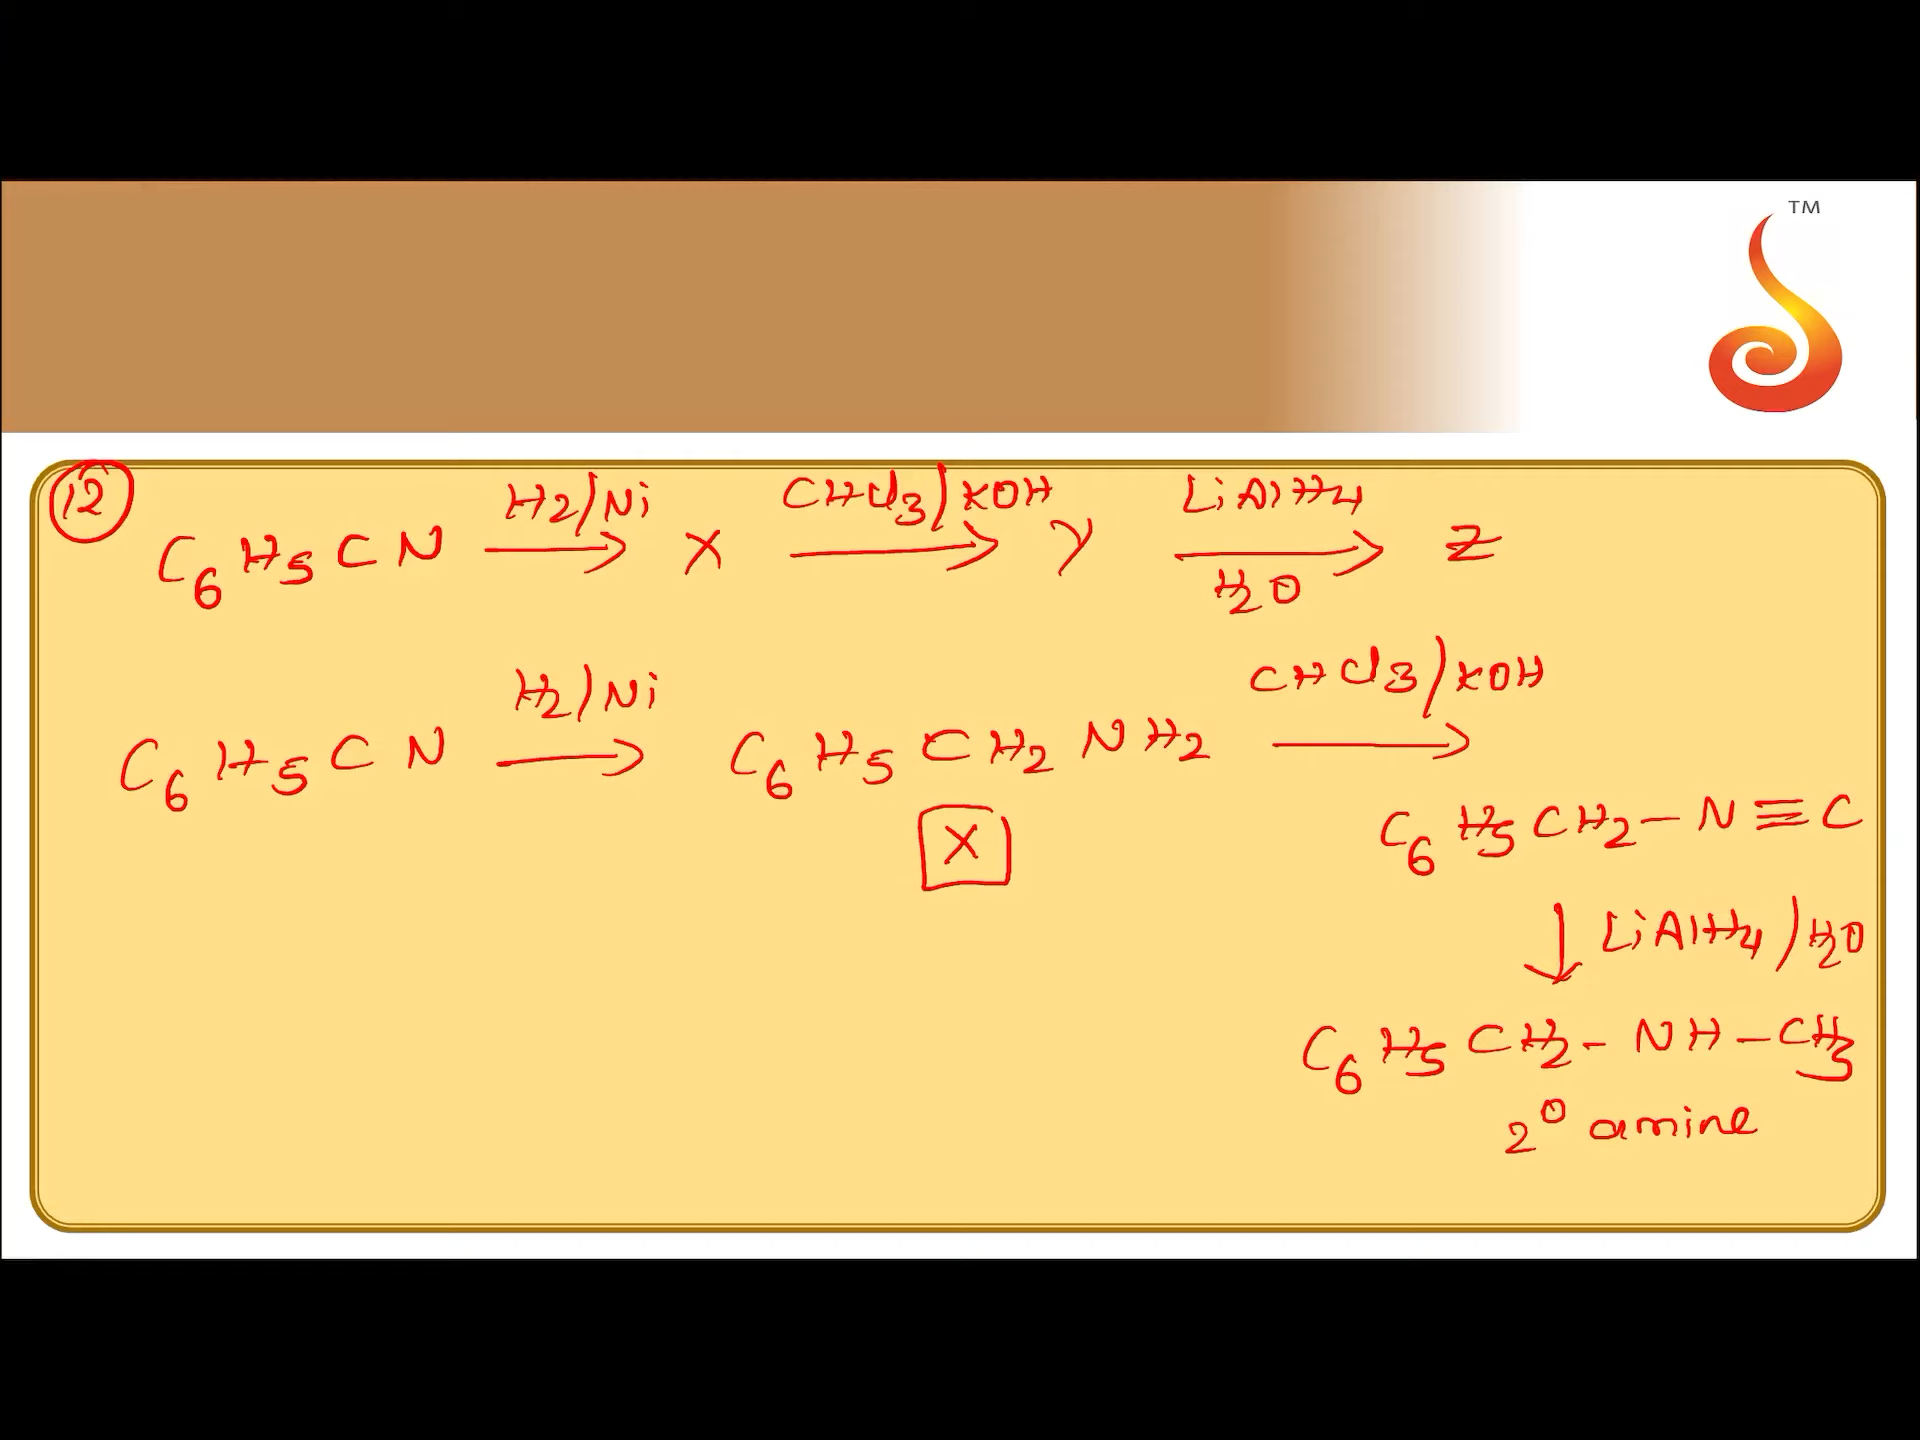 TM
12
C6H5CN H2/Ni → X CHCl3/KOH → Y LiAlH4 → H2O Z
C6H5CN H2/Ni → C6H5CH2NH2 CHCl3/KOH →
X
C6H5CH2-N≡C
↓ LiAlH4/H2O
C6H5CH2-NH-CH3
2° amine